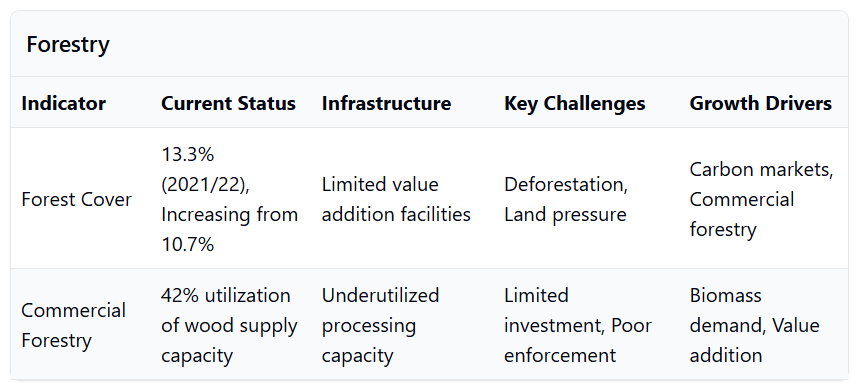 Forestry
Indicator
Current Status
Infrastructure
Key Challenges
Growth Drivers
Forest Cover
13.3%
(2021/22),
Increasing from
10.7%
Limited value
addition facilities
Deforestation,
Land pressure
Carbon markets,
Commercial
forestry
Commercial
Forestry
42% utilization
of wood supply
capacity
Underutilized
processing
capacity
Limited
investment, Poor
enforcement
Biomass
demand, Value
addition